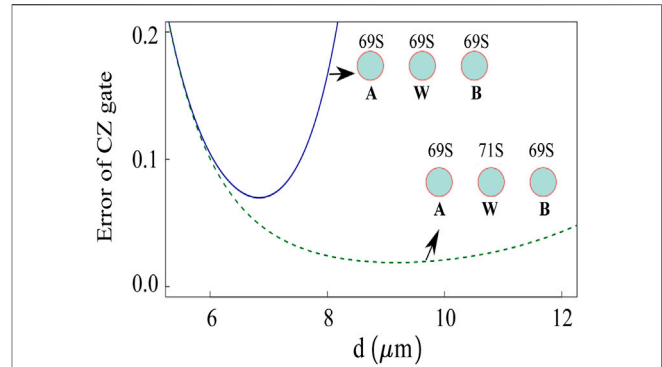 0.2
0.1
0.0
Error of CZ gate
69S 69S 69S
A W B
69S 71S 69S
A W B
6 8 10 12
d (μm)